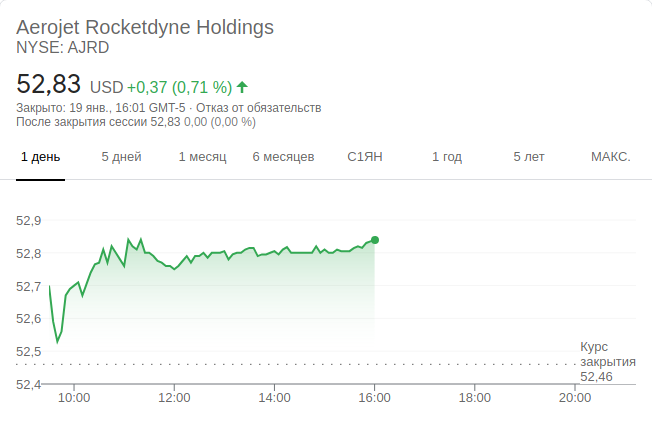 Aerojet Rocketdyne Holdings
NYSE: AJRD
52,83 USD +0,37 (0,71 %)
Закрыто: 19 янв., 16:01 GMT-5 · Отказ от обязательств
После закрытия сессии 52,83 0,00 (0,00 %)
1 день 5 дней 1 месяц 6 месяцев С1ЯН 1 год 5 лет МАКС.
52,9
52,8
52,7
52,6
52,5
52,4
Курс
закрытия
52,46
10:00 12:00 14:00 16:00 18:00 20:00